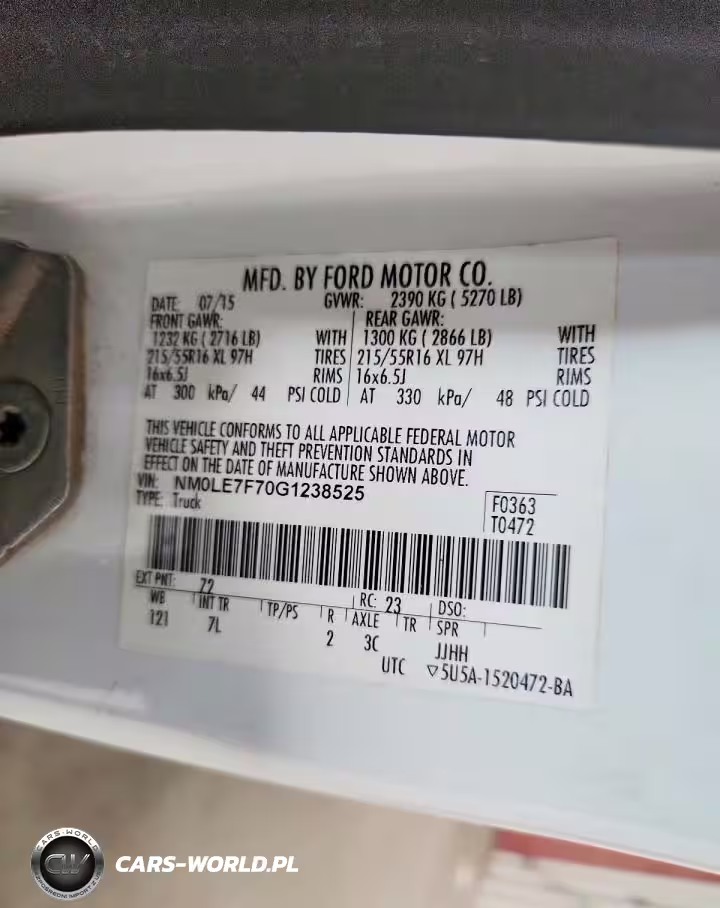 MFD. BY FORD MOTOR CO.
DATE: 07/15 GVWR: 2390 KG ( 5270 LB)
FRONT GAWR: REAR GAWR:
1232 KG ( 2716 LB) WITH 1300 KG ( 2866 LB) WITH
215/55R16 XL 97H TIRES 215/55R16 XL 97H TIRES
16x6.5J RIMS 16x6.5J RIMS
AT 300 kPa/ 44 PSI COLD AT 330 kPa/ 48 PSI COLD
THIS VEHICLE CONFORMS TO ALL APPLICABLE FEDERAL MOTOR
VEHICLE SAFETY AND THEFT PREVENTION STANDARDS IN
EFFECT ON THE DATE OF MANUFACTURE SHOWN ABOVE.
VIN: NM0LE7F70G1238525
TYPE: Truck
F0363
T0472
EXT PNT: 72 RC: 23 DSO:
WB INT TR TP/PS R AXLE TR SPR
121 7L 2 3C JJHH
UTC ▽5U5A-1520472-BA
CARS-WORLD
CW
CARS-WORLD.PL